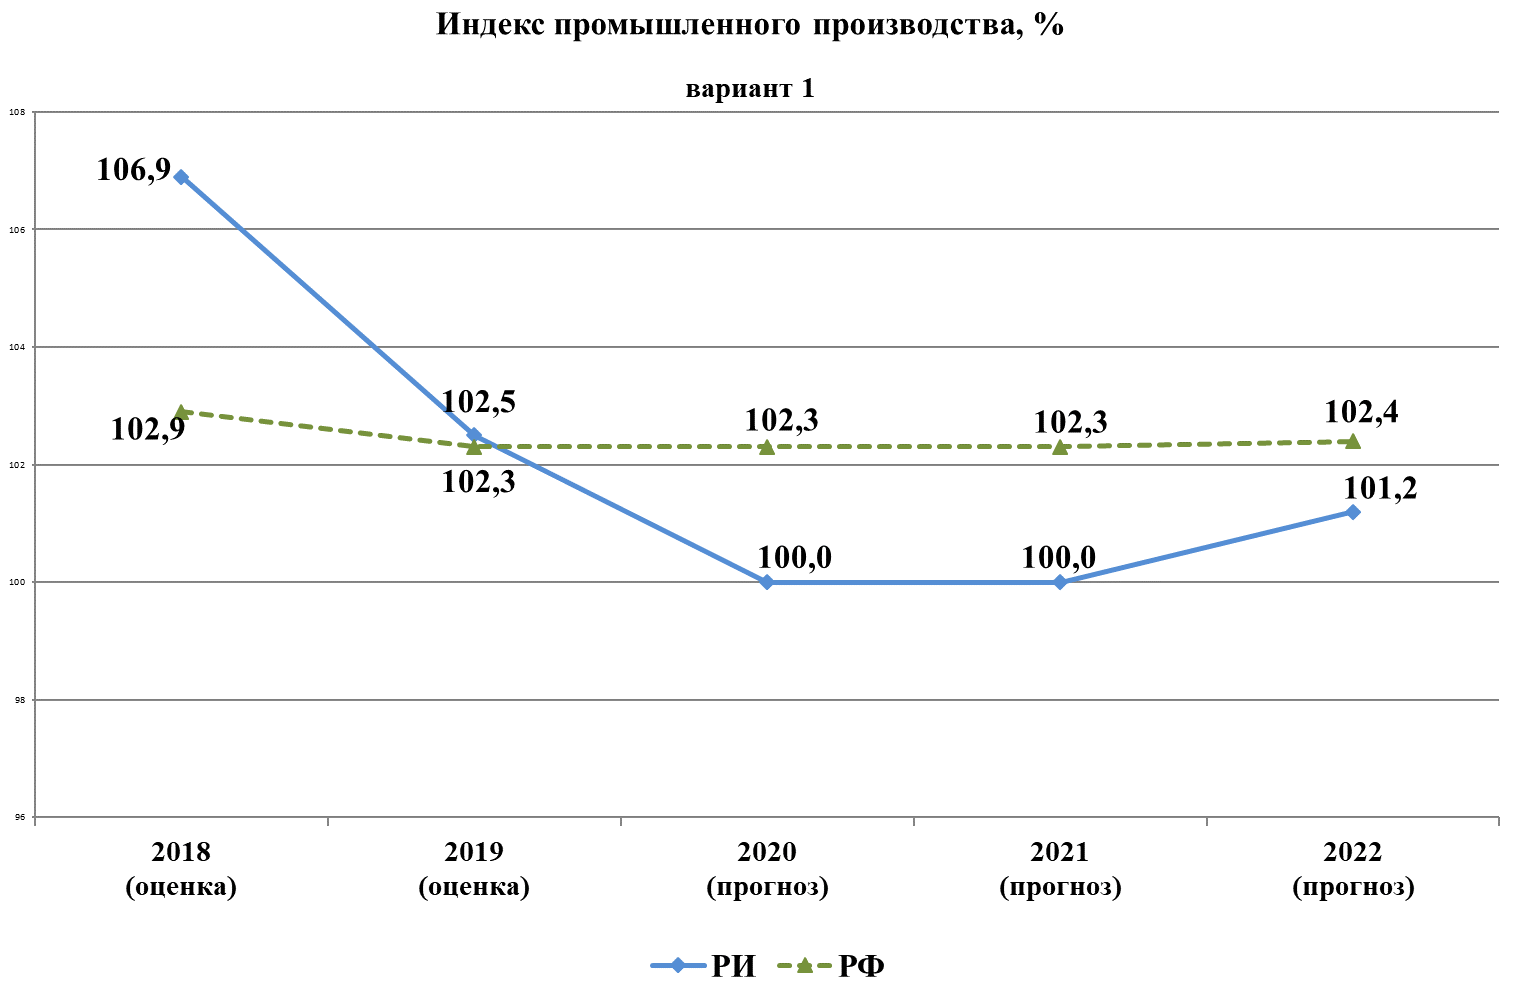 Индекс промышленного производства, %
вариант 1
108
106,9
106
104
102,5
102,3
102,3
102,4
102,9
102
102,3
101,2
100,0
100,0
100
98
96
2018
(оценка)
2019
(оценка)
2020
(прогноз)
2021
(прогноз)
2022
(прогноз)
РИ
РФ